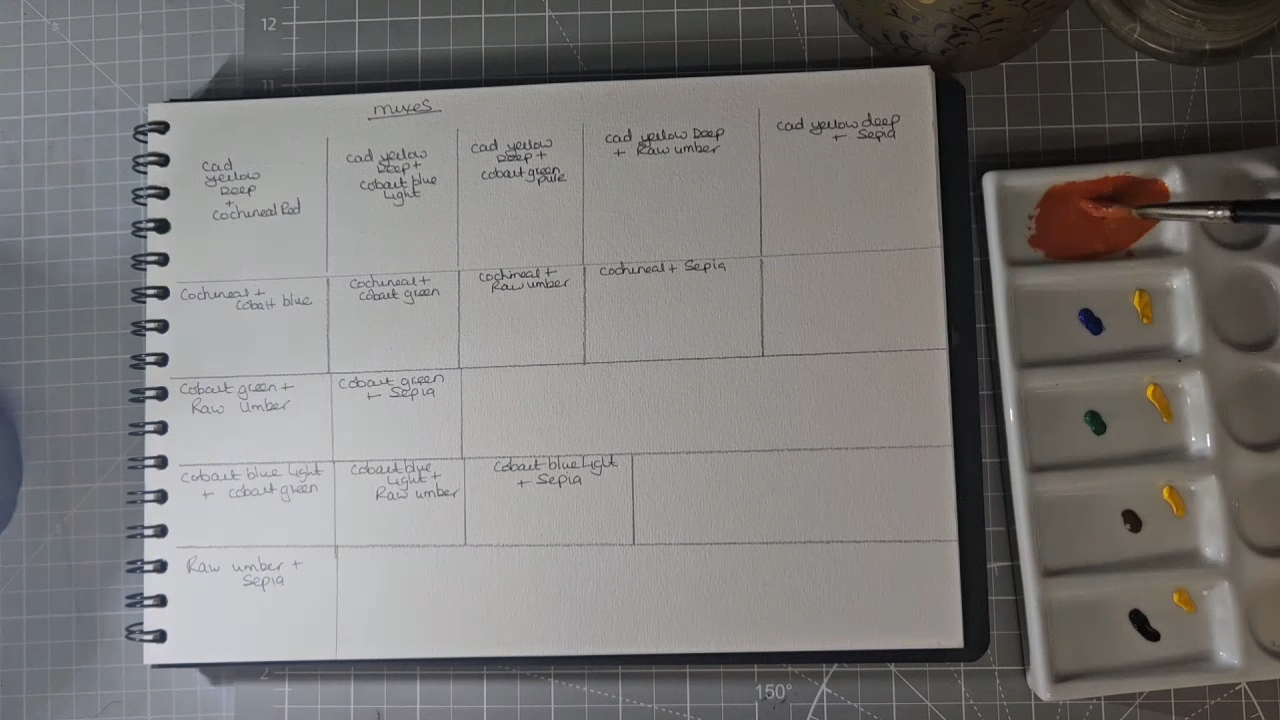 12
11
mixes
cad
yellow
Deep
+
Cochineal Red
cad yellow
Deep +
cobalt blue
Light
cad yellow
Deep +
cobalt green
pure
cad yellow Deep
+ Raw umber
cad yellow deep
+ Sepia
Cochineal +
Cobalt blue
Cochineal +
cobalt green
cochineal +
Raw umber
Cochineal + Sepia
Cobalt green +
Raw Umber
Cobalt green
+ Sepia
Cobalt blue Light
+ cobalt green
Cobalt blue
Light +
Raw umber
Cobalt blue Light
+ Sepia
Raw umber +
Sepia
2
150°